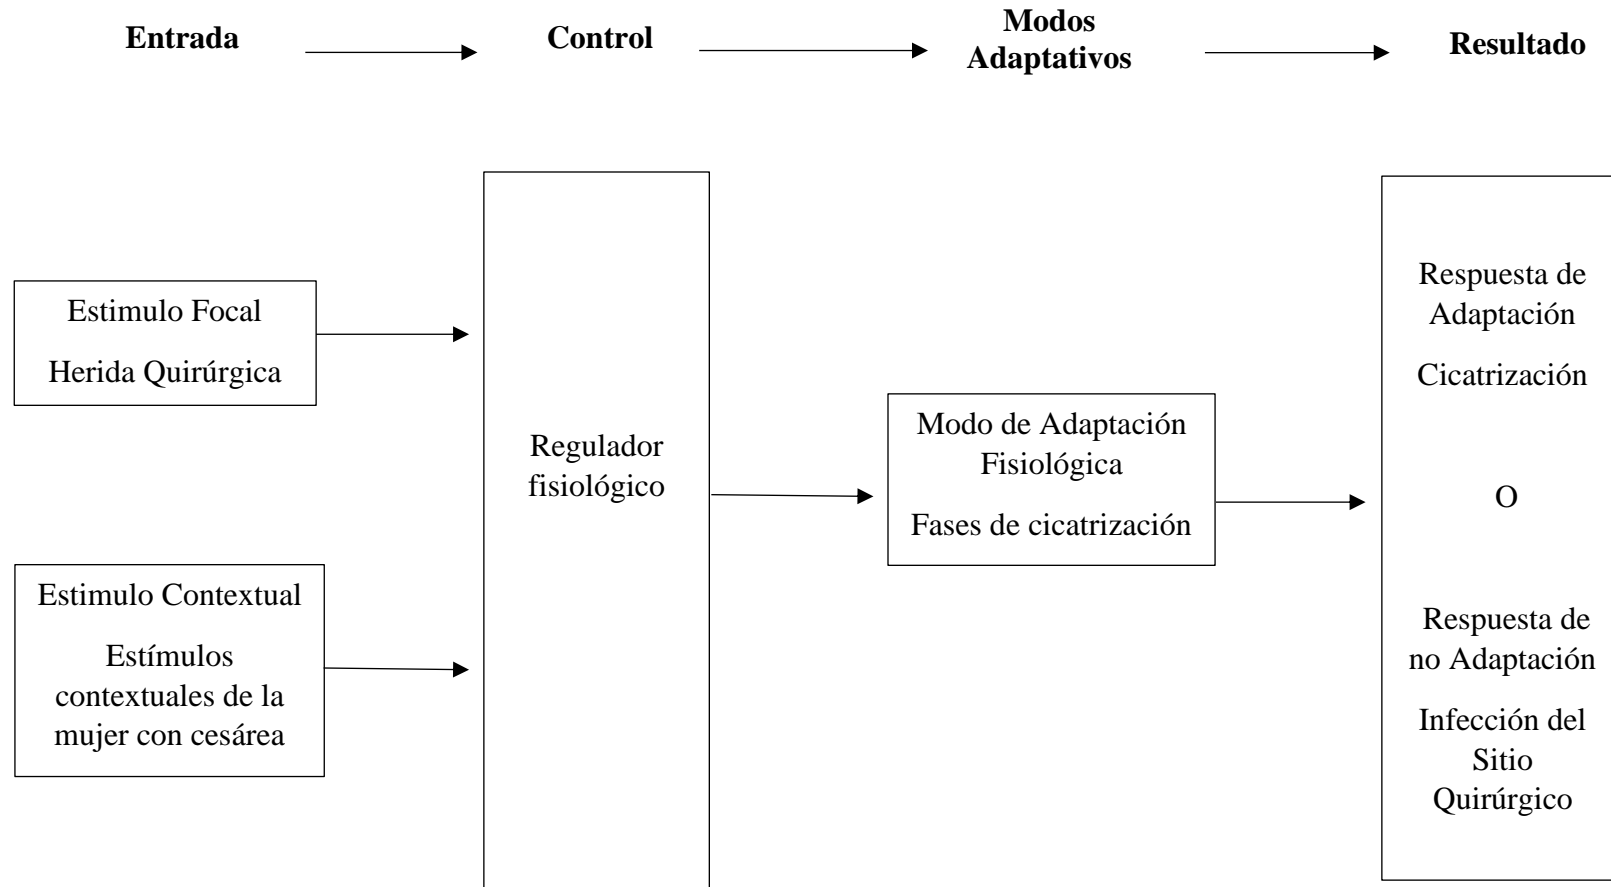 Entrada
Control
Modos
Adaptativos
Resultado
Estimulo Focal
Herida Quirúrgica
Estimulo Contextual
Estímulos
contextuales de la
mujer con cesárea
Regulador
fisiológico
Modo de Adaptación
Fisiológica
Fases de cicatrización
Respuesta de
Adaptación
Cicatrización
O
Respuesta de
no Adaptación
Infección del
Sitio
Quirúrgico